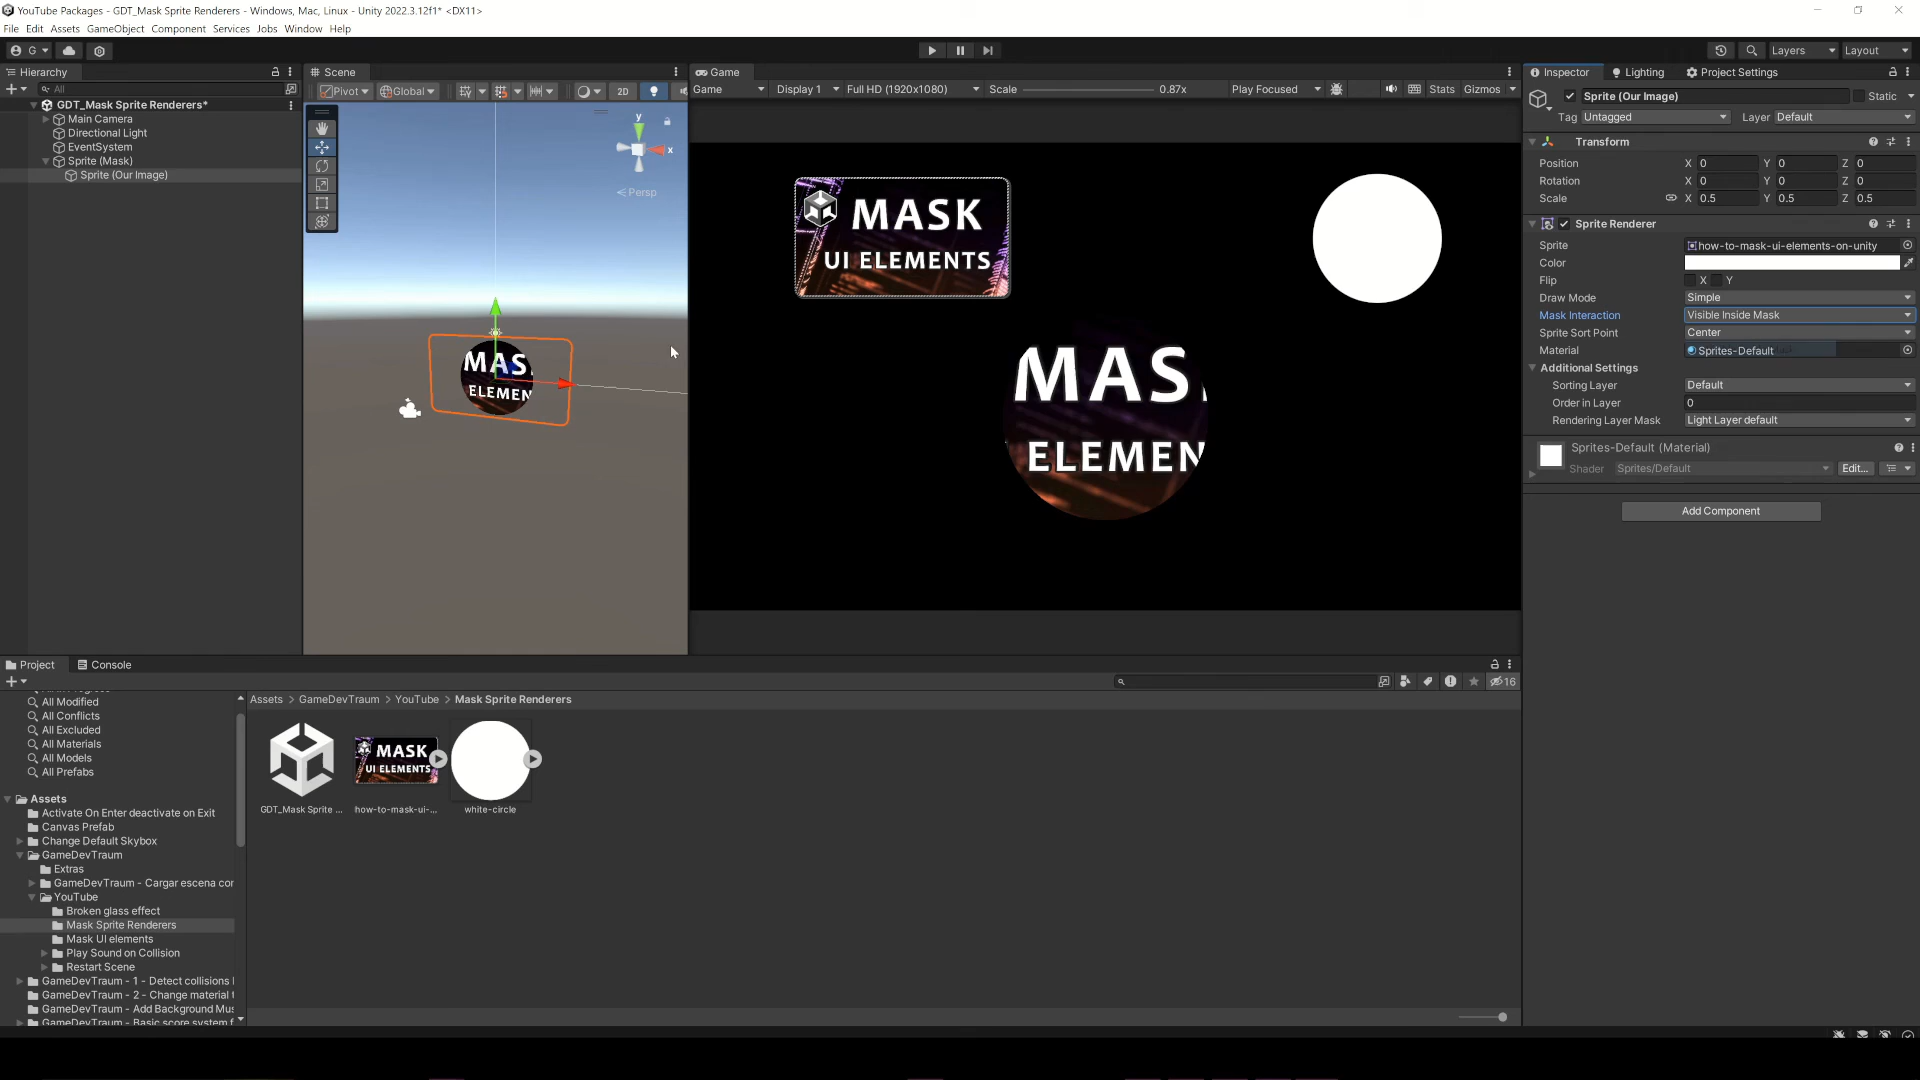 YouTube Packages - GDT_Mask Sprite Renderers - Windows, Mac, Linux - Unity 2022.3.12f1* <DX11>
File Edit Assets GameObject Component Services Jobs Window Help
G
Layers Layout
Hierarchy
All
GDT_Mask Sprite Renderers*
Main Camera
Directional Light
EventSystem
Sprite (Mask)
Sprite (Our Image)
Scene
Pivot Global 2D
y
x
Persp
MAS
ELEMEN
Game
Game Display 1 Full HD (1920x1080) Scale 0.87x Play Focused Stats Gizmos
MASK
UI ELEMENTS
MAS
ELEMEN
Inspector Lighting Project Settings
Sprite (Our Image) Static
Tag Untagged Layer Default
Transform
Position X 0 Y 0 Z 0
Rotation X 0 Y 0 Z 0
Scale X 0.5 Y 0.5 Z 0.5
Sprite Renderer
Sprite how-to-mask-ui-elements-on-unity
Color
Flip X Y
Draw Mode Simple
Mask Interaction Visible Inside Mask
Sprite Sort Point Center
Material Sprites-Default
Additional Settings
Sorting Layer Default
Order in Layer 0
Rendering Layer Mask Light Layer default
Sprites-Default (Material)
Shader Sprites/Default Edit...
Add Component
Project Console
16
All Modified
All Conflicts
All Excluded
All Materials
All Models
All Prefabs
Assets
Activate On Enter deactivate on Exit
Canvas Prefab
Change Default Skybox
GameDevTraum
Extras
GameDevTraum - Cargar escena cor
YouTube
Broken glass effect
Mask Sprite Renderers
Mask UI elements
Play Sound on Collision
Restart Scene
GameDevTraum - 1 - Detect collisions
GameDevTraum - 2 - Change material
GameDevTraum - Add Background Mus
GameDevTraum - Basic score system f
Assets > GameDevTraum > YouTube > Mask Sprite Renderers
MASK
UI ELEMENTS
GDT_Mask Sprite ... how-to-mask-ui-... white-circle